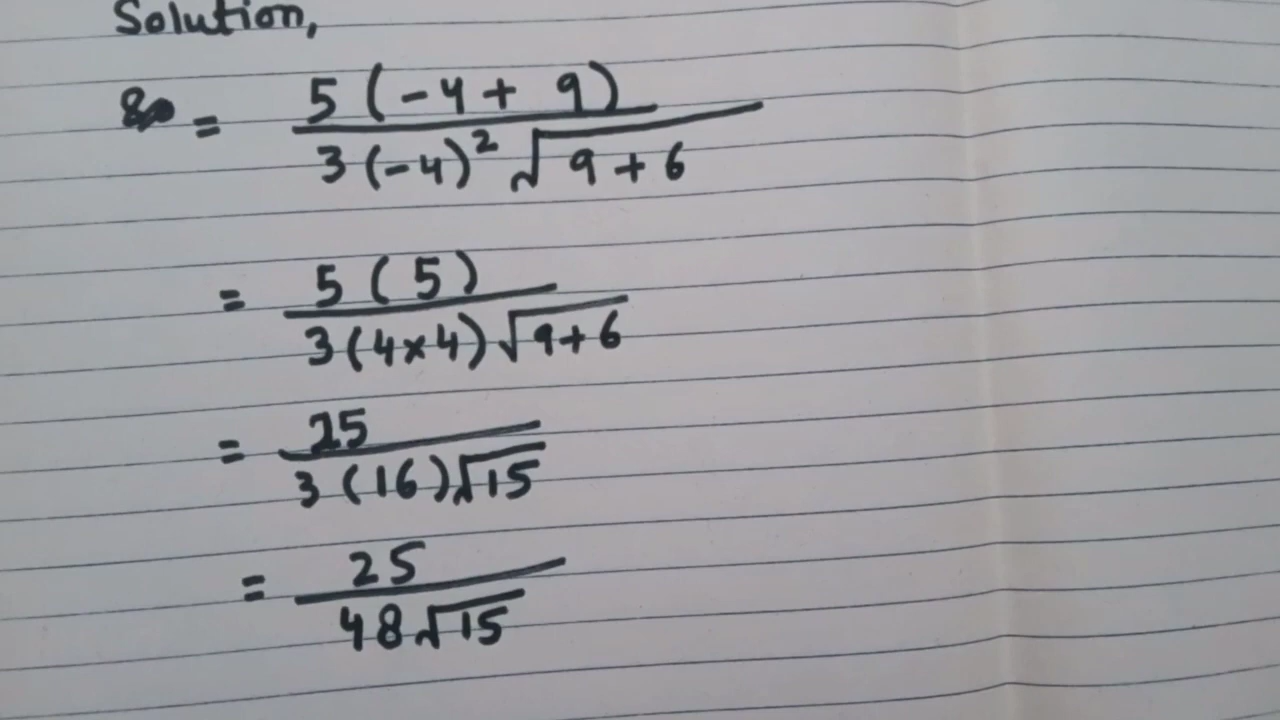 Solution,
= 5 (-4 + 9) / 3 (-4)² √9 + 6
= 5 (5) / 3 (4×4) √9+6
= 25 / 3 (16) √15
= 25 / 48 √15